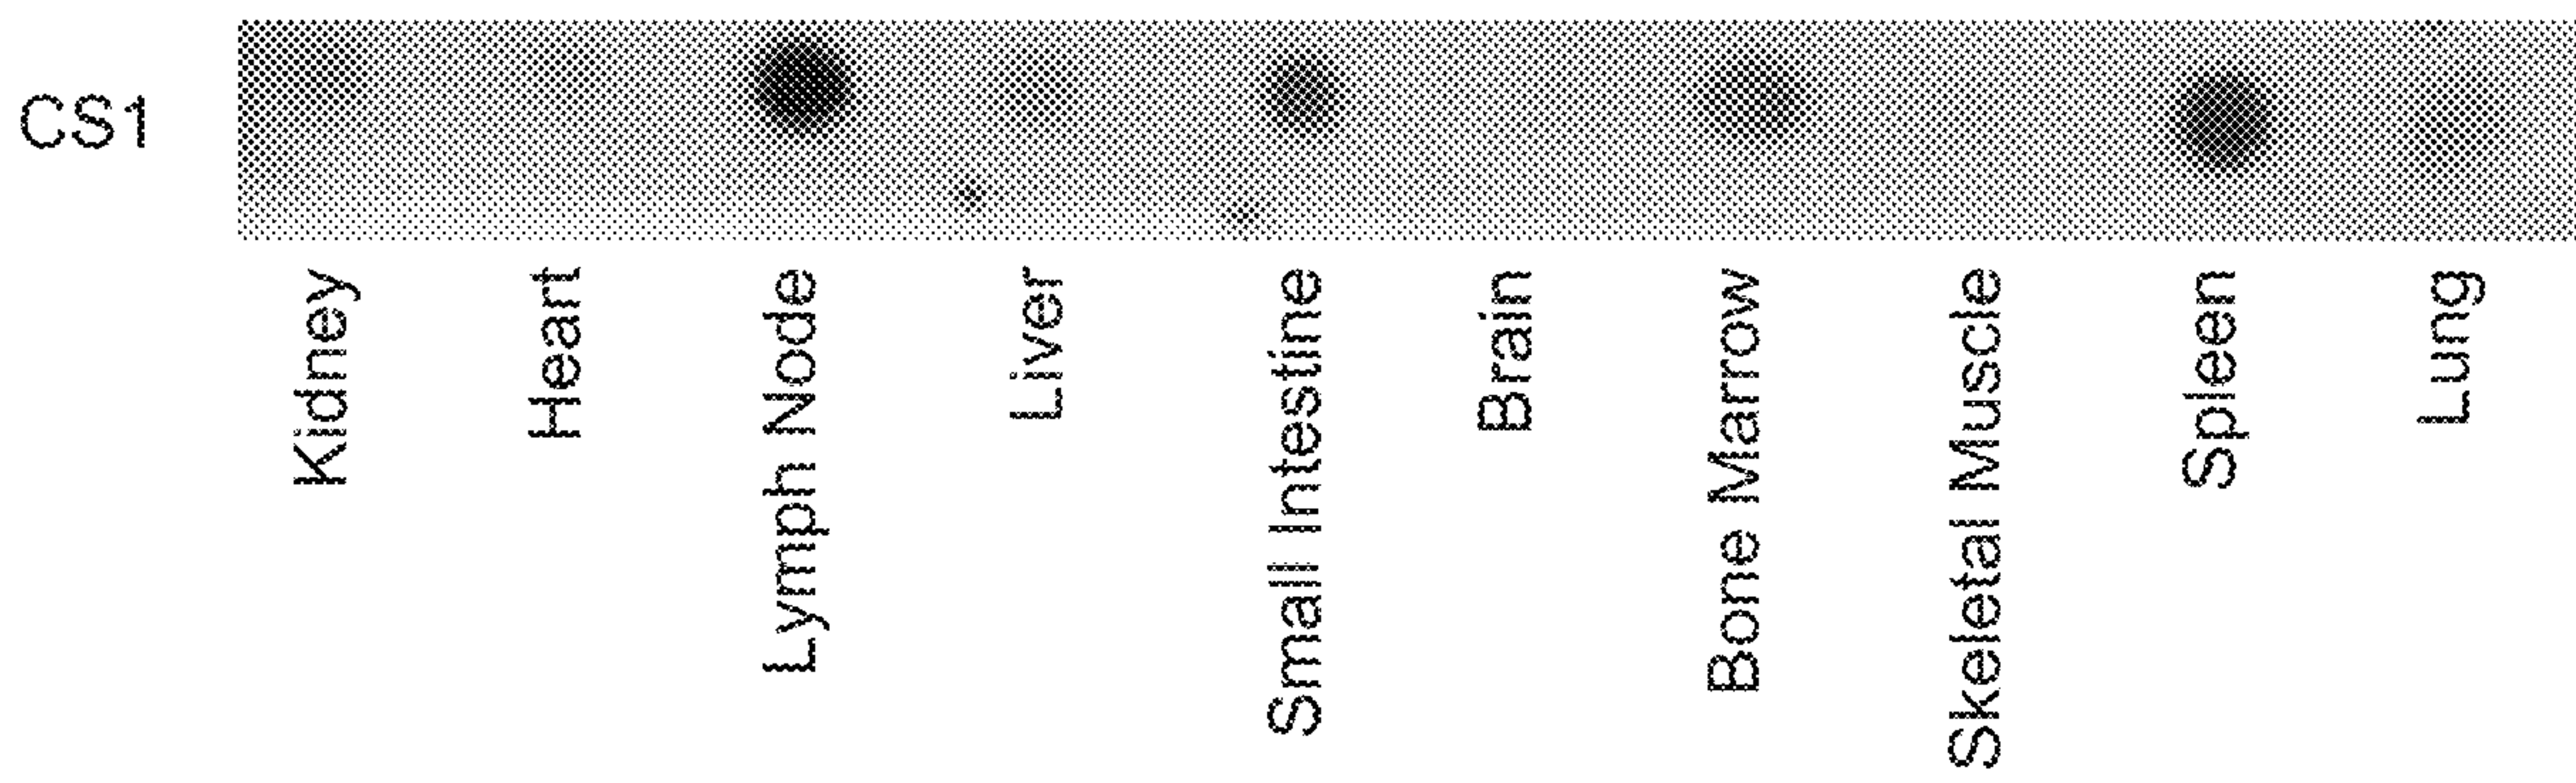 CS1
Kidney
Heart
Lymph Node
Liver
Small Intestine
Brain
Bone Marrow
Skeletal Muscle
Spleen
Lung